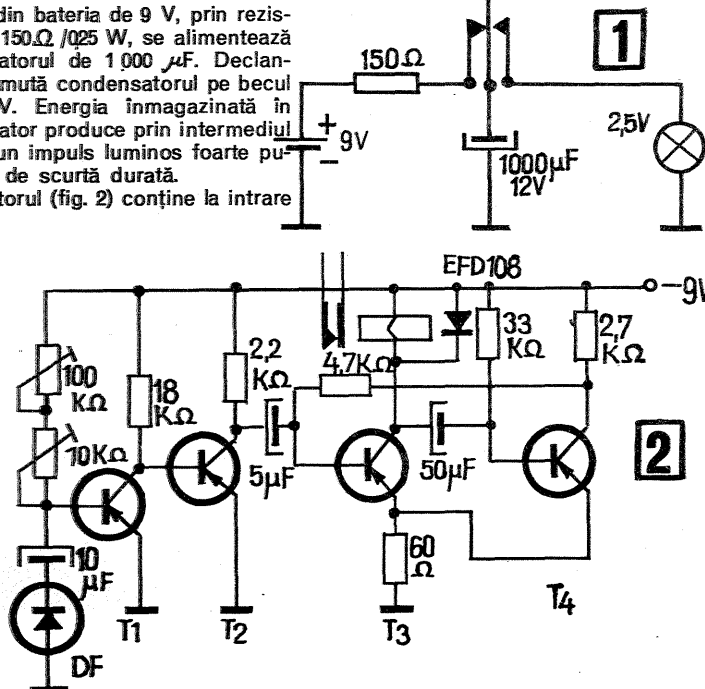 din bateria de 9 V, prin rezis-
150Ω /0,25 W, se alimentează
atorul de 1 000 μF. Declan-
mută condensatorul pe becul
V. Energia înmagazinată în
ator produce prin intermediul
un impuls luminos foarte pu-
de scurtă durată.
torul (fig. 2) conține la intrare
1
150Ω
+
9V
−
1000μF
12V
2,5V
EFD108
−9V
100
KΩ
10KΩ
18
KΩ
2,2
KΩ
4,7KΩ
33
KΩ
2,7
KΩ
5μF
50μF
2
10
μF
60
Ω
DF
T1
T2
T3
T4